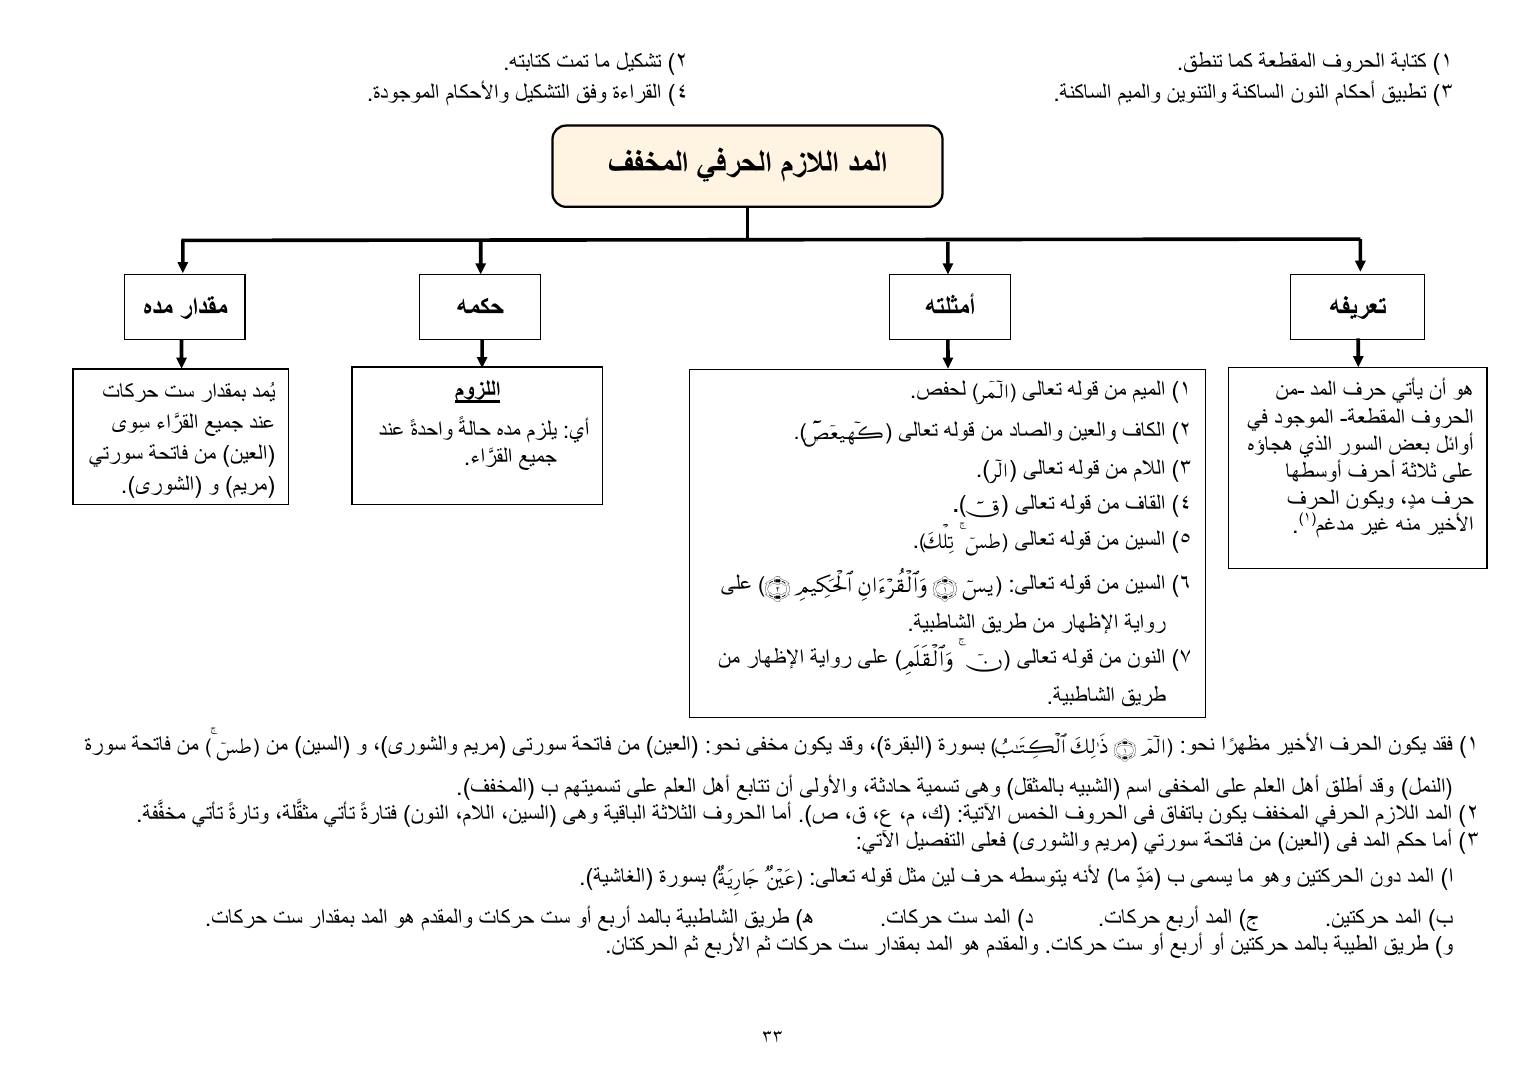 ١) كتابة الحروف المقطعة كما تنطق.
٢) تشكيل ما تمت كتابته.
٣) تطبيق أحكام النون الساكنة والتنوين والميم الساكنة.
٤) القراءة وفق التشكيل والأحكام الموجودة.
المد اللازم الحرفي المخفف
تعريفه
هو أن يأتي حرف المد -من
الحروف المقطعة- الموجود في
أوائل بعض السور الذي هجاؤه
على ثلاثة أحرف أوسطها
حرف مدٍ، ويكون الحرف
الأخير منه غير مدغم(١).
أمثلته
١) الميم من قوله تعالى (الٓمٓر) لحفص.
٢) الكاف والعين والصاد من قوله تعالى (كٓهيعٓصٓ).
٣) اللام من قوله تعالى (الٓر).
٤) القاف من قوله تعالى (قٓۚ).
٥) السين من قوله تعالى (طسٓۚ تِلۡكَ).
٦) السين من قوله تعالى: (يسٓ ١ وَٱلۡقُرۡءَانِ ٱلۡحَكِيمِ ٢) على
رواية الإظهار من طريق الشاطبية.
٧) النون من قوله تعالى (نٓۚ وَٱلۡقَلَمِ) على رواية الإظهار من
طريق الشاطبية.
حكمه
اللزوم
أي: يلزم مده حالةً واحدةً عند
جميع القرَّاء.
مقدار مده
يُمد بمقدار ست حركات
عند جميع القرَّاء سِوى
(العين) من فاتحة سورتي
(مريم) و (الشورى).
١) فقد يكون الحرف الأخير مظهرًا نحو: (الٓمٓ ١ ذَٰلِكَ ٱلۡكِتَٰبُ) بسورة (البقرة)، وقد يكون مخفى نحو: (العين) من فاتحة سورتى (مريم والشورى)، و (السين) من (طسٓۚ) من فاتحة سورة
(النمل) وقد أطلق أهل العلم على المخفى اسم (الشبيه بالمثقل) وهى تسمية حادثة، والأولى أن تتابع أهل العلم على تسميتهم ب (المخفف).
٢) المد اللازم الحرفي المخفف يكون باتفاق فى الحروف الخمس الآتية: (ك، م، ع، ق، ص). أما الحروف الثلاثة الباقية وهى (السين، اللام، النون) فتارةً تأتي مثقَّلة، وتارةً تأتي مخفَّفة.
٣) أما حكم المد فى (العين) من فاتحة سورتي (مريم والشورى) فعلى التفصيل الآتي:
ا) المد دون الحركتين وهو ما يسمى ب (مَدٍّ ما) لأنه يتوسطه حرف لين مثل قوله تعالى: (عَيۡنٞ جَارِيَةٞ) بسورة (الغاشية).
ب) المد حركتين. ج) المد أربع حركات. د) المد ست حركات. ه) طريق الشاطبية بالمد أربع أو ست حركات والمقدم هو المد بمقدار ست حركات.
و) طريق الطيبة بالمد حركتين أو أربع أو ست حركات. والمقدم هو المد بمقدار ست حركات ثم الأربع ثم الحركتان.
٣٣